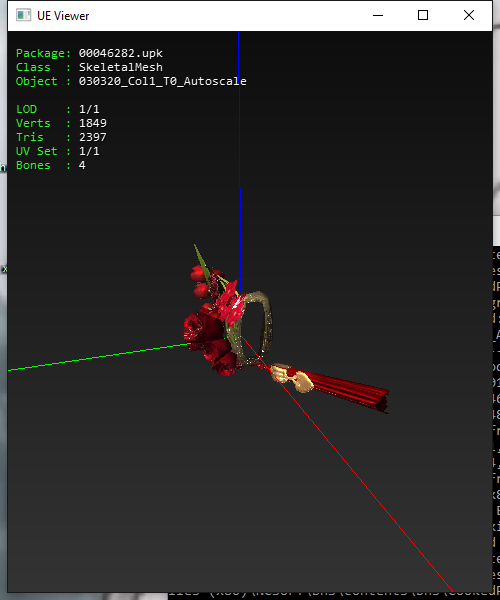 UE Viewer
Package: 00046282.upk
Class : SkeletalMesh
Object : 030320_Col1_T0_Autoscale
LOD : 1/1
Verts : 1849
Tris : 2397
UV Set : 1/1
Bones : 4